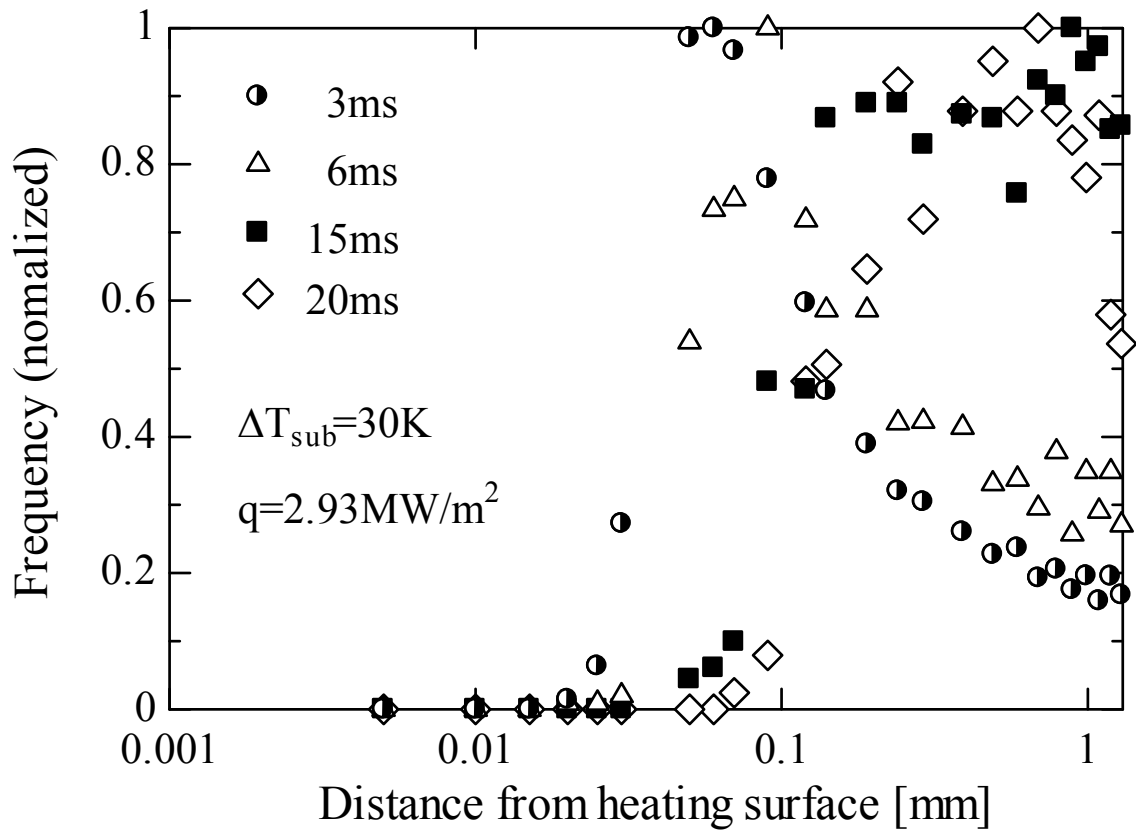 Frequency (nomalized)
1
0.8
0.6
0.4
0.2
0
3ms
6ms
15ms
20ms
ΔTsub=30K
q=2.93MW/m²
0.001
0.01
0.1
1
Distance from heating surface [mm]